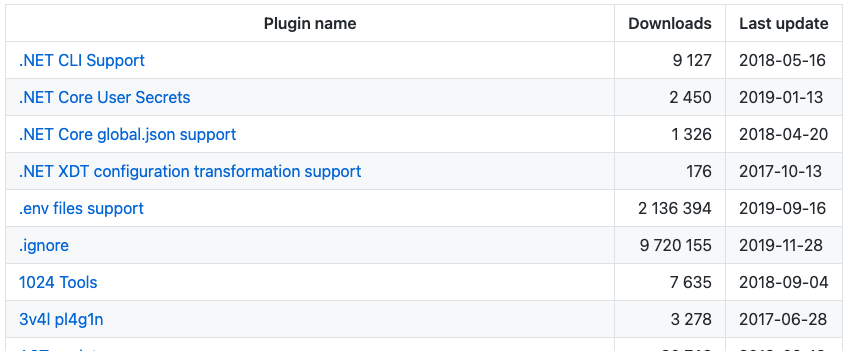 Plugin name Downloads Last update
.NET CLI Support 9 127 2018-05-16
.NET Core User Secrets 2 450 2019-01-13
.NET Core global.json support 1 326 2018-04-20
.NET XDT configuration transformation support 176 2017-10-13
.env files support 2 136 394 2019-09-16
.ignore 9 720 155 2019-11-28
1024 Tools 7 635 2018-09-04
3v4l pl4g1n 3 278 2017-06-28